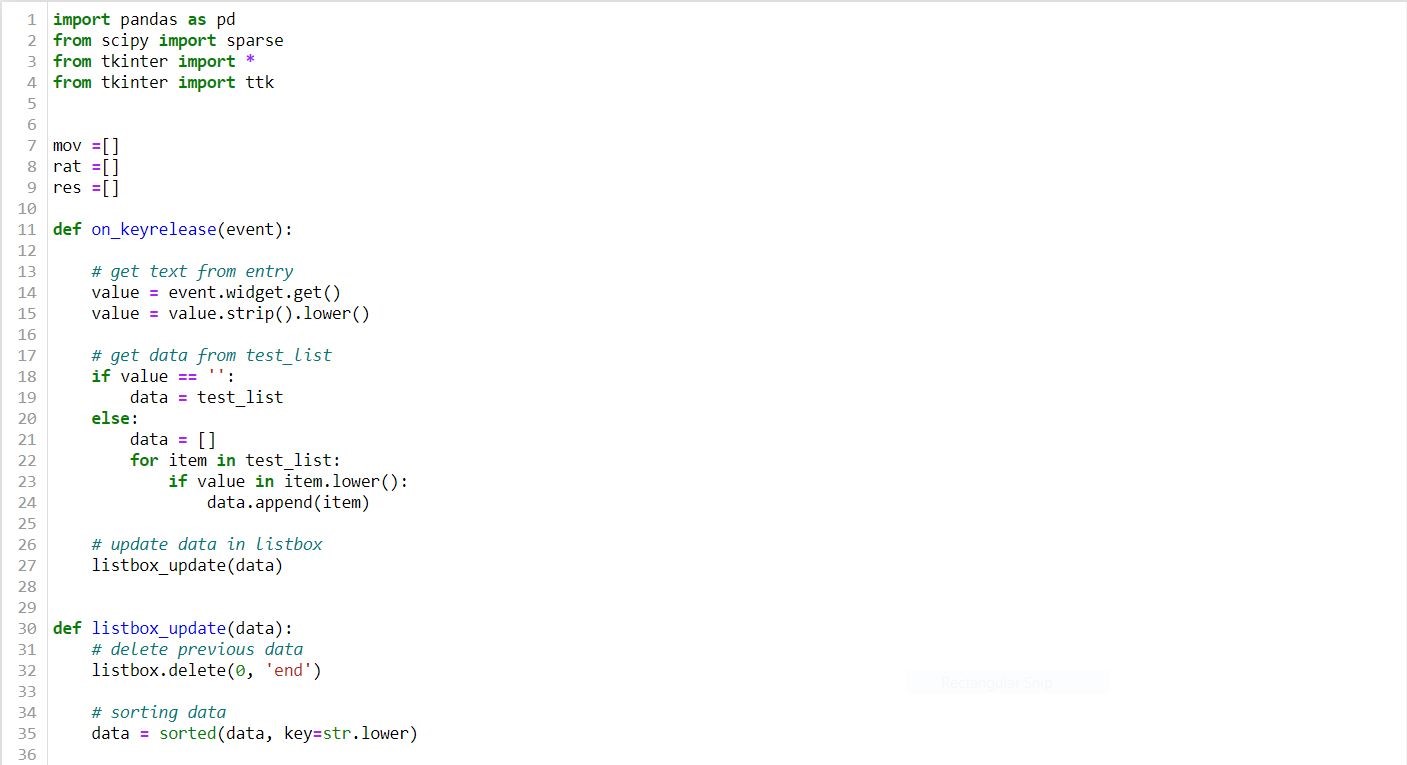 1 import pandas as pd
2 from scipy import sparse
3 from tkinter import *
4 from tkinter import ttk
5
6
7 mov =[]
8 rat =[]
9 res =[]
10
11 def on_keyrelease(event):
12
13     # get text from entry
14     value = event.widget.get()
15     value = value.strip().lower()
16
17     # get data from test_list
18     if value == '':
19         data = test_list
20     else:
21         data = []
22         for item in test_list:
23             if value in item.lower():
24                 data.append(item)
25
26     # update data in listbox
27     listbox_update(data)
28
29
30 def listbox_update(data):
31     # delete previous data
32     listbox.delete(0, 'end')
Rectangular Snip
33
34     # sorting data
35     data = sorted(data, key=str.lower)
36